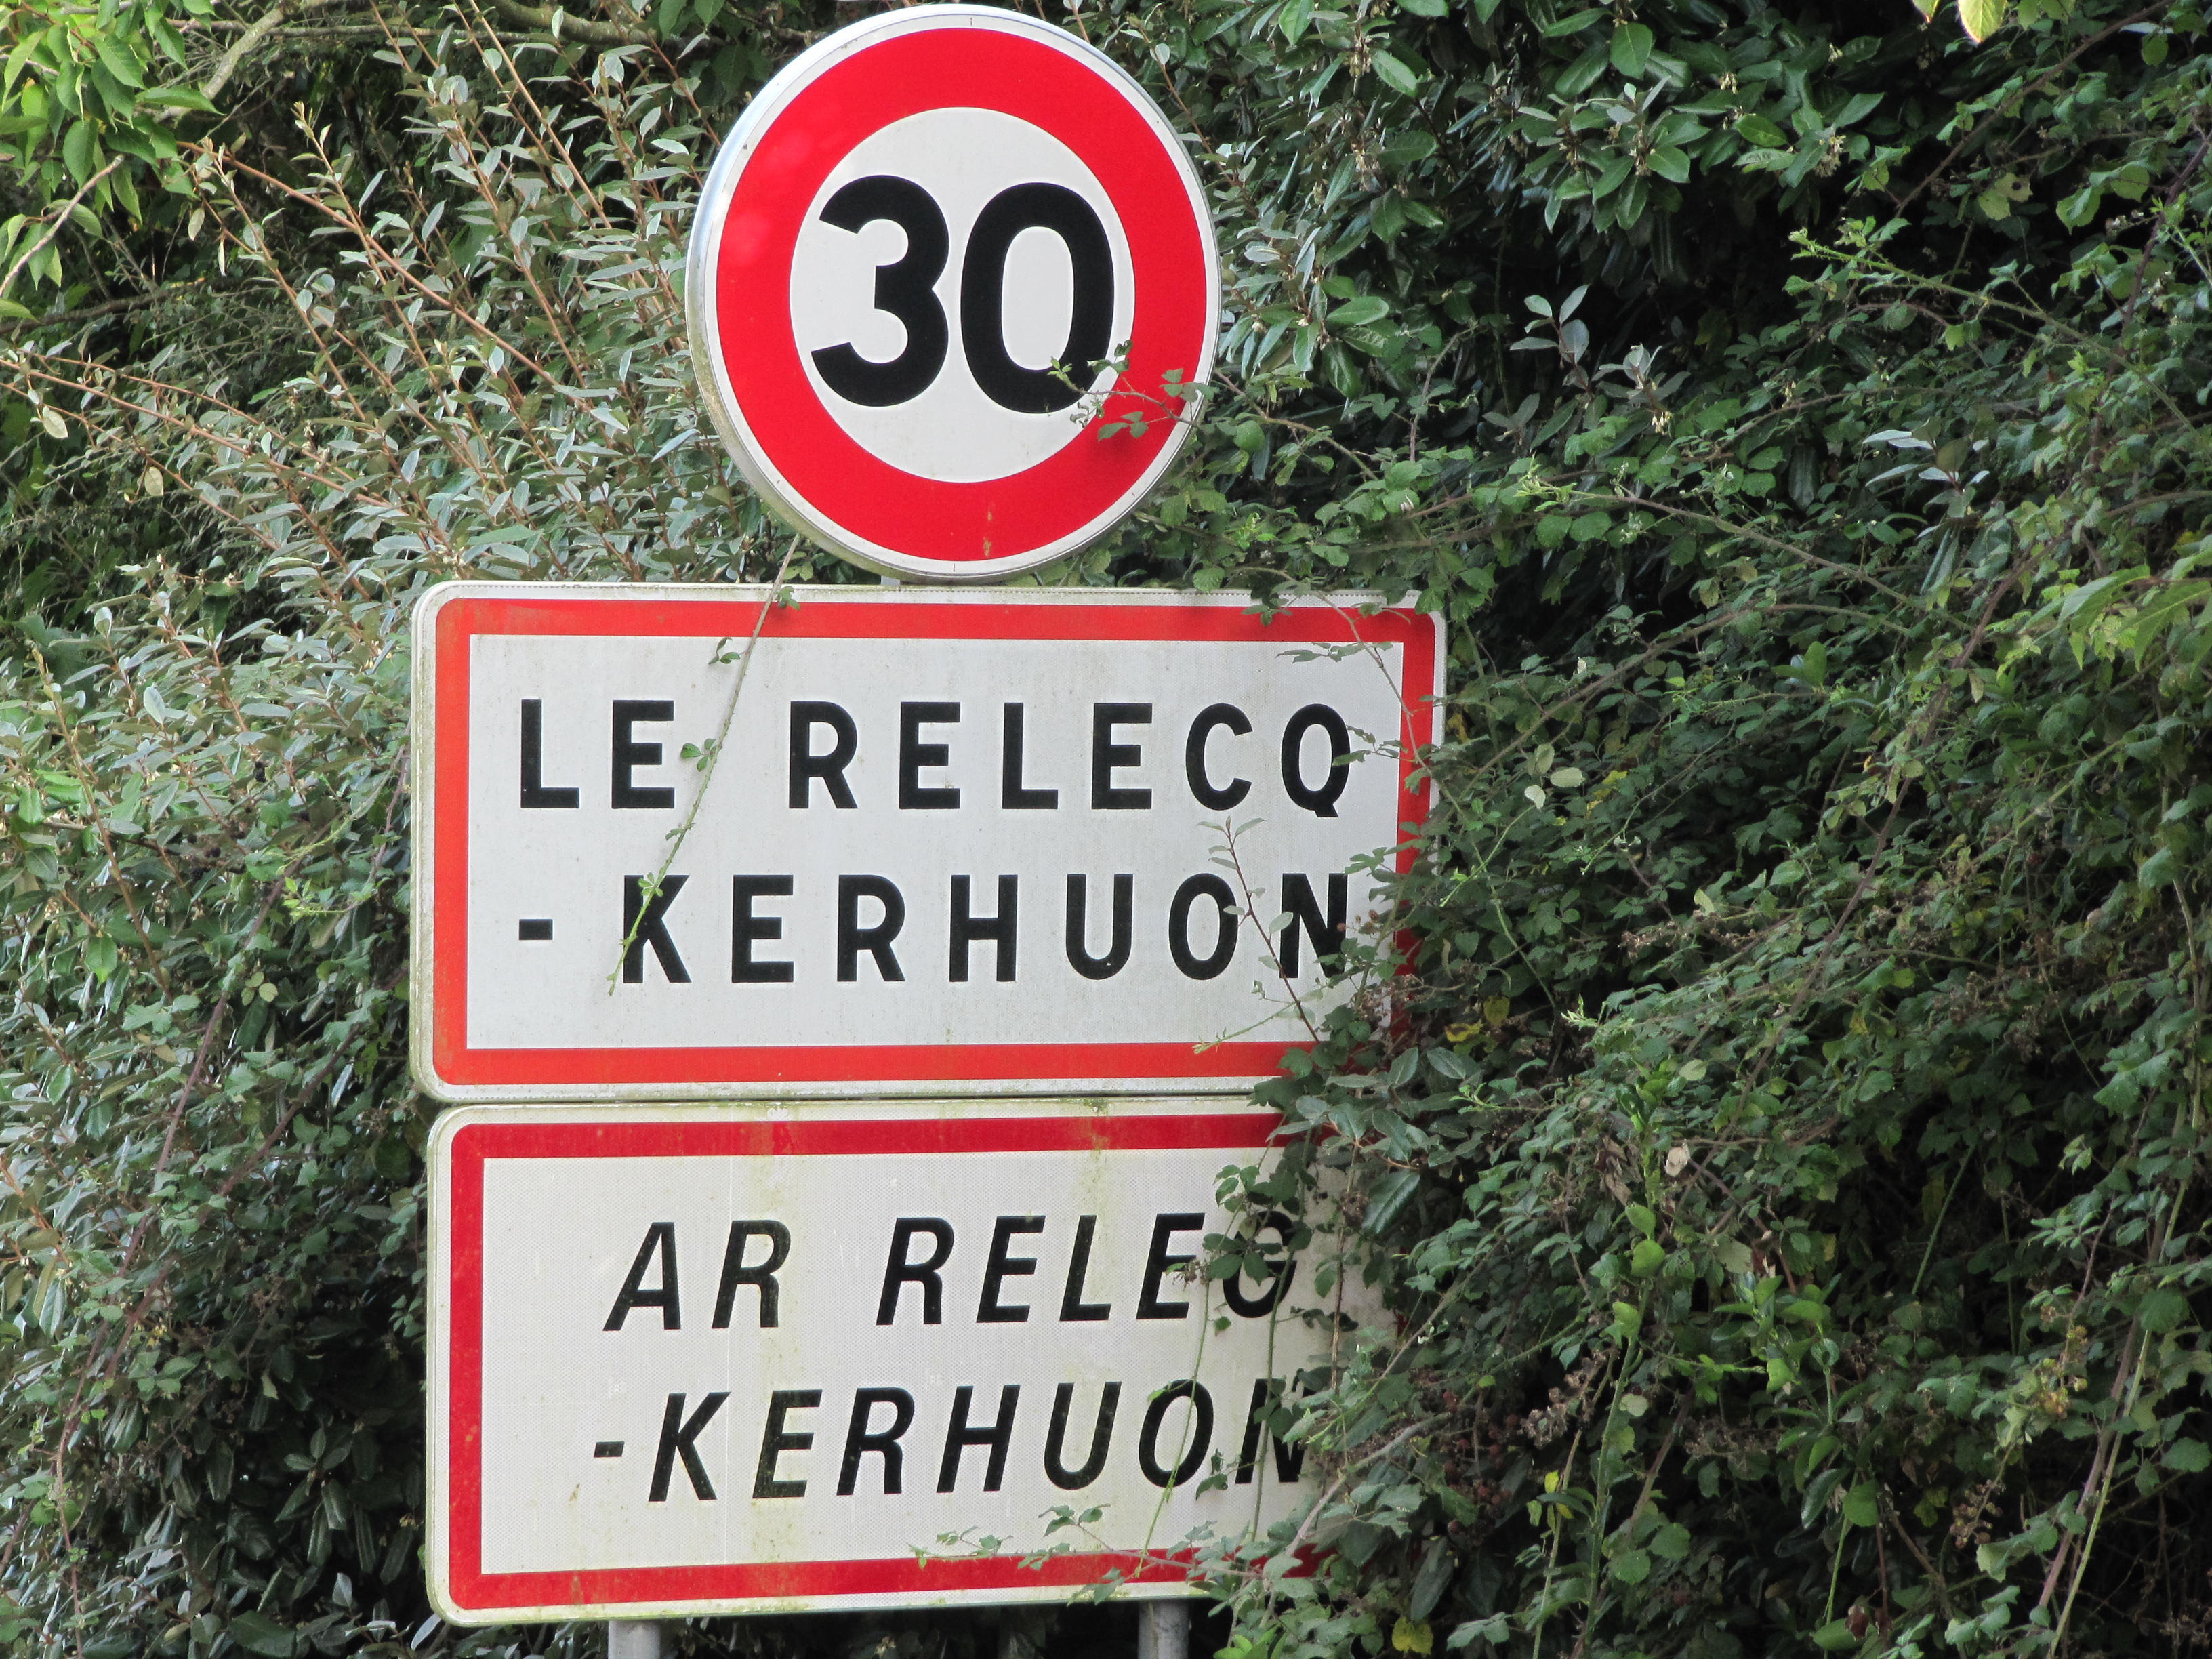 30
LE RELECQ
- KERHUON
AR RELEG
-KERHUON